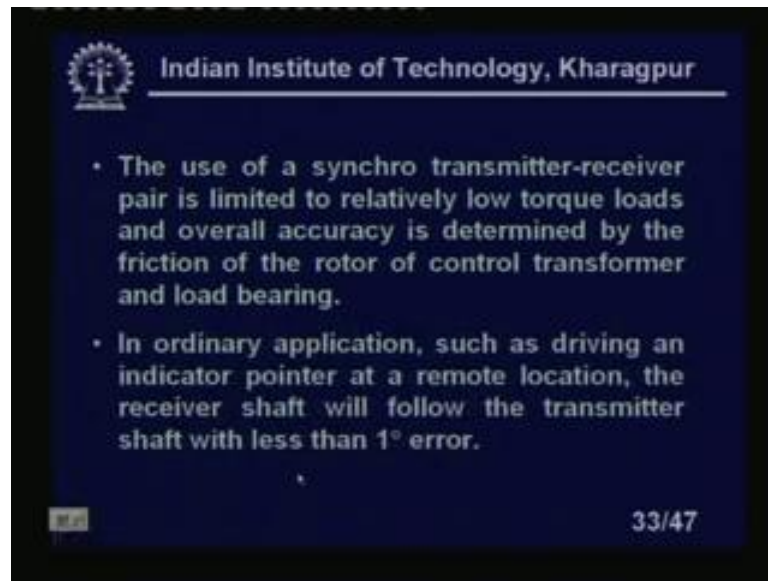 Indian Institute of Technology, Kharagpur
• The use of a synchro transmitter-receiver
pair is limited to relatively low torque loads
and overall accuracy is determined by the
friction of the rotor of control transformer
and load bearing.
• In ordinary application, such as driving an
indicator pointer at a remote location, the
receiver shaft will follow the transmitter
shaft with less than 1° error.
33/47